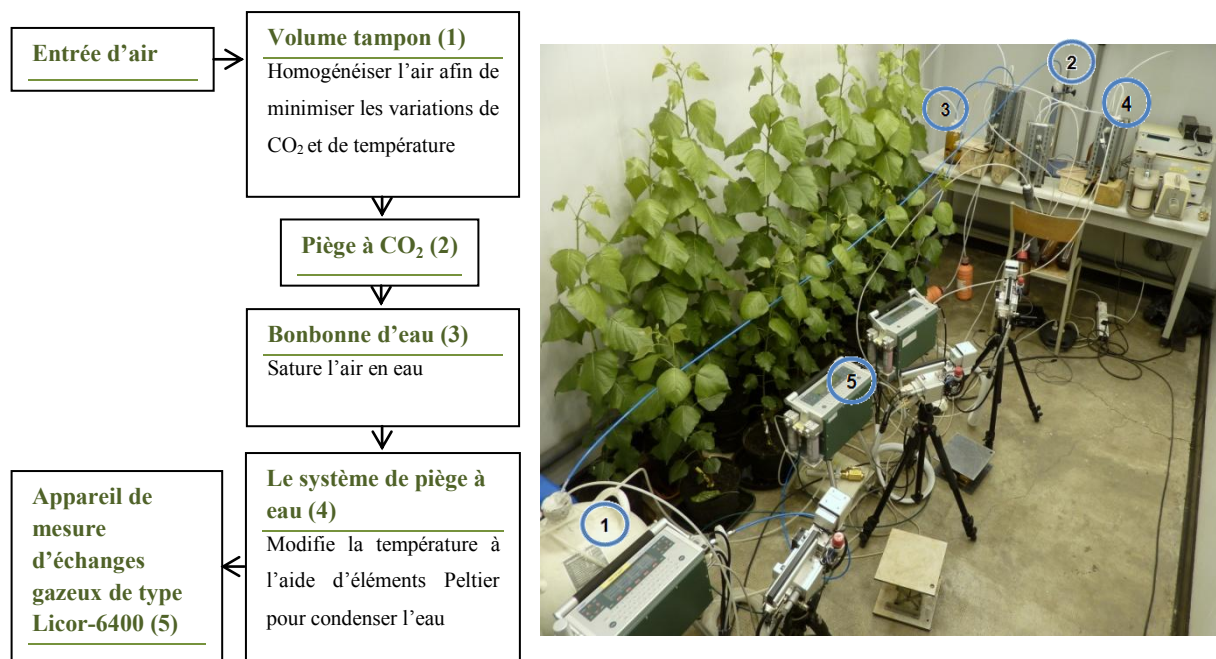 Entrée d’air
Volume tampon (1)
Homogénéiser l’air afin de
minimiser les variations de
CO₂ et de température
Piège à CO₂ (2)
Bonbonne d’eau (3)
Sature l’air en eau
Le système de piège à
eau (4)
Modifie la température à
l’aide d’éléments Peltier
pour condenser l’eau
Appareil de
mesure
d’échanges
gazeux de type
Licor-6400 (5)
2
3
4
5
1